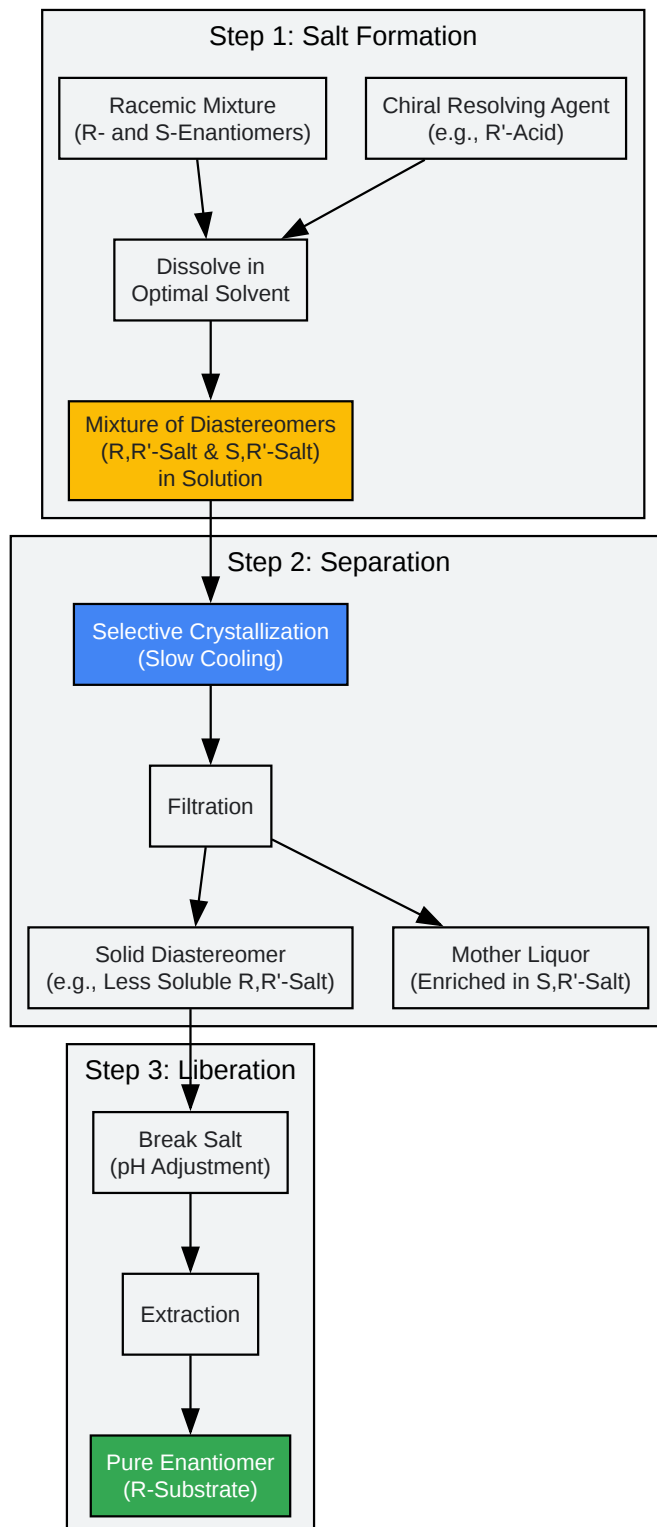 Step 1: Salt Formation
Racemic Mixture
(R- and S-Enantiomers)
Chiral Resolving Agent
(e.g., R'-Acid)
Dissolve in
Optimal Solvent
Mixture of Diastereomers
(R,R'-Salt & S,R'-Salt)
in Solution
Step 2: Separation
Selective Crystallization
(Slow Cooling)
Filtration
Solid Diastereomer
(e.g., Less Soluble R,R'-Salt)
Mother Liquor
(Enriched in S,R'-Salt)
Step 3: Liberation
Break Salt
(pH Adjustment)
Extraction
Pure Enantiomer
(R-Substrate)